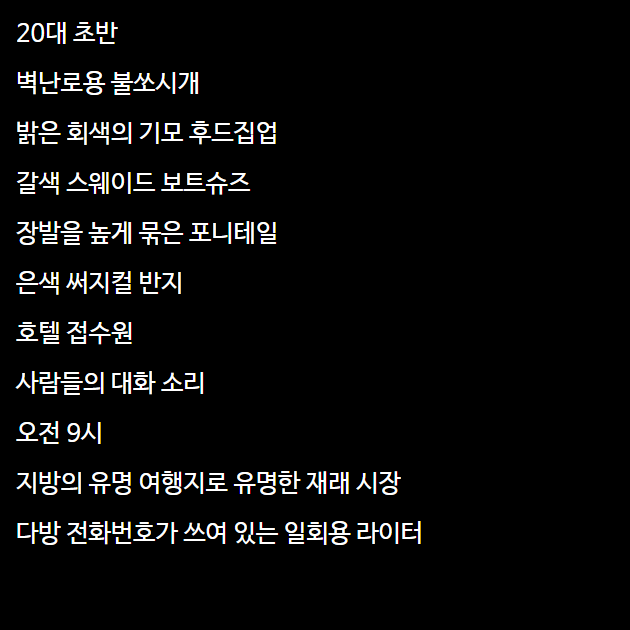 20대 초반
벽난로용 불쏘시개
밝은 회색의 기모 후드집업
갈색 스웨이드 보트슈즈
장발을 높게 묶은 포니테일
은색 써지컬 반지
호텔 접수원
사람들의 대화 소리
오전 9시
지방의 유명 여행지로 유명한 재래 시장
다방 전화번호가 쓰여 있는 일회용 라이터